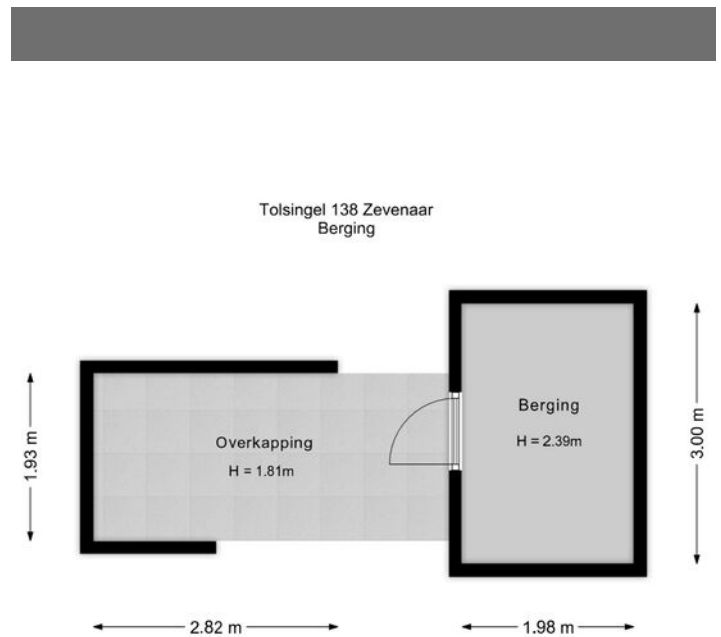 Tolsingel 138 Zevenaar
Berging
Berging
H = 2.39m
Overkapping
H = 1.81m
1.93 m
3.00 m
2.82 m
1.98 m